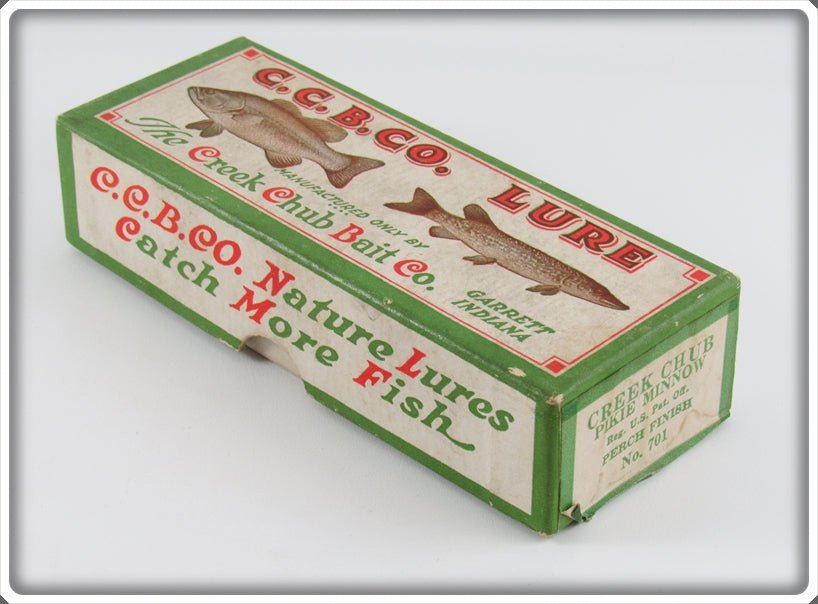 C.C.B.CO. LURE
The Creek Chub Bait Co.
MANUFACTURED ONLY BY
GARRETT
INDIANA
C.C.B.CO. Nature Lures
Catch More Fish
CREEK CHUB
PIKIE MINNOW
Reg. U.S. Pat. Off.
PERCH FINISH
No. 701